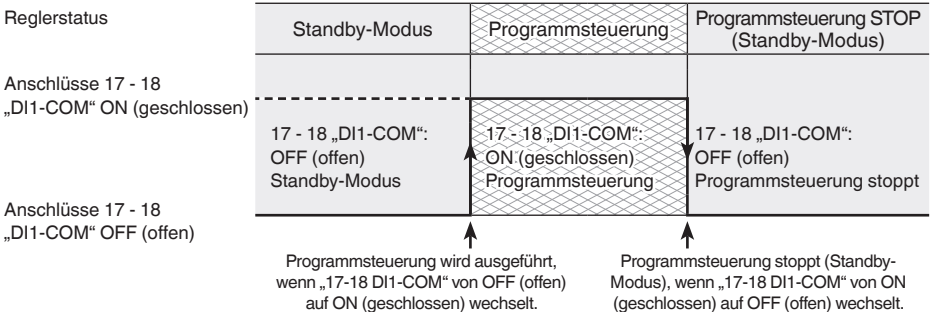 Reglerstatus
Standby-Modus
Programmsteuerung
Programmsteuerung STOP
(Standby-Modus)
Anschlüsse 17 - 18
„DI1-COM“ ON (geschlossen)
17 - 18 „DI1-COM“:
OFF (offen)
Standby-Modus
17 - 18 „DI1-COM“:
ON (geschlossen)
Programmsteuerung
17 - 18 „DI1-COM“:
OFF (offen)
Programmsteuerung stoppt
Anschlüsse 17 - 18
„DI1-COM“ OFF (offen)
Programmsteuerung wird ausgeführt,
wenn „17-18 DI1-COM“ von OFF (offen)
auf ON (geschlossen) wechselt.
Programmsteuerung stoppt (Standby-
Modus), wenn „17-18 DI1-COM“ von ON
(geschlossen) auf OFF (offen) wechselt.